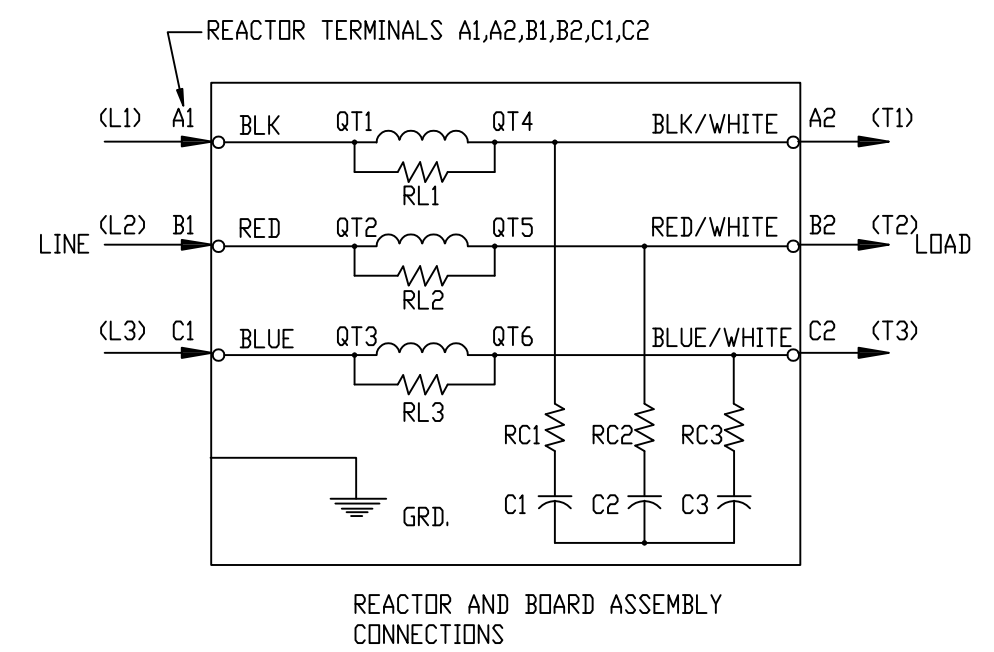 REACTOR TERMINALS A1,A2,B1,B2,C1,C2
(L1) A1 BLK QT1 QT4 BLK/WHITE A2 (T1)
RL1
LINE (L2) B1 RED QT2 QT5 RED/WHITE B2 (T2) LOAD
RL2
(L3) C1 BLUE QT3 QT6 BLUE/WHITE C2 (T3)
RL3
RC1 RC2 RC3
C1 C2 C3
GRD.
REACTOR AND BOARD ASSEMBLY
CONNECTIONS